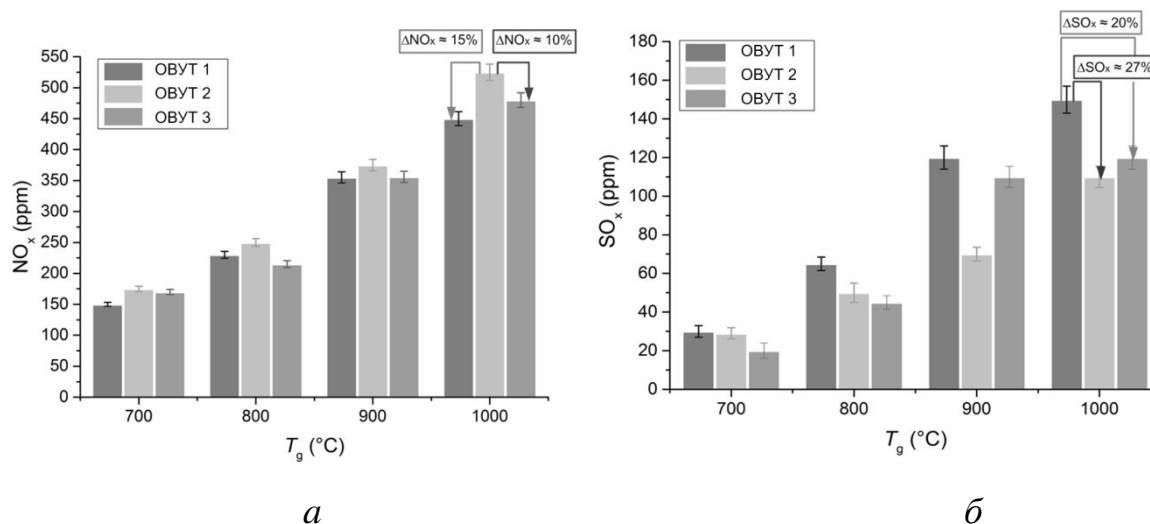 ΔNOₓ ≈ 15%
ΔNOₓ ≈ 10%
550
500
450
400
350
300
250
200
150
100
50
0
NOₓ (ppm)
ОВУТ 1
ОВУТ 2
ОВУТ 3
700
800
900
1000
T_g (°C)
а
ΔSOₓ ≈ 20%
ΔSOₓ ≈ 27%
180
160
140
120
100
80
60
40
20
0
SOₓ (ppm)
ОВУТ 1
ОВУТ 2
ОВУТ 3
700
800
900
1000
T_g (°C)
б